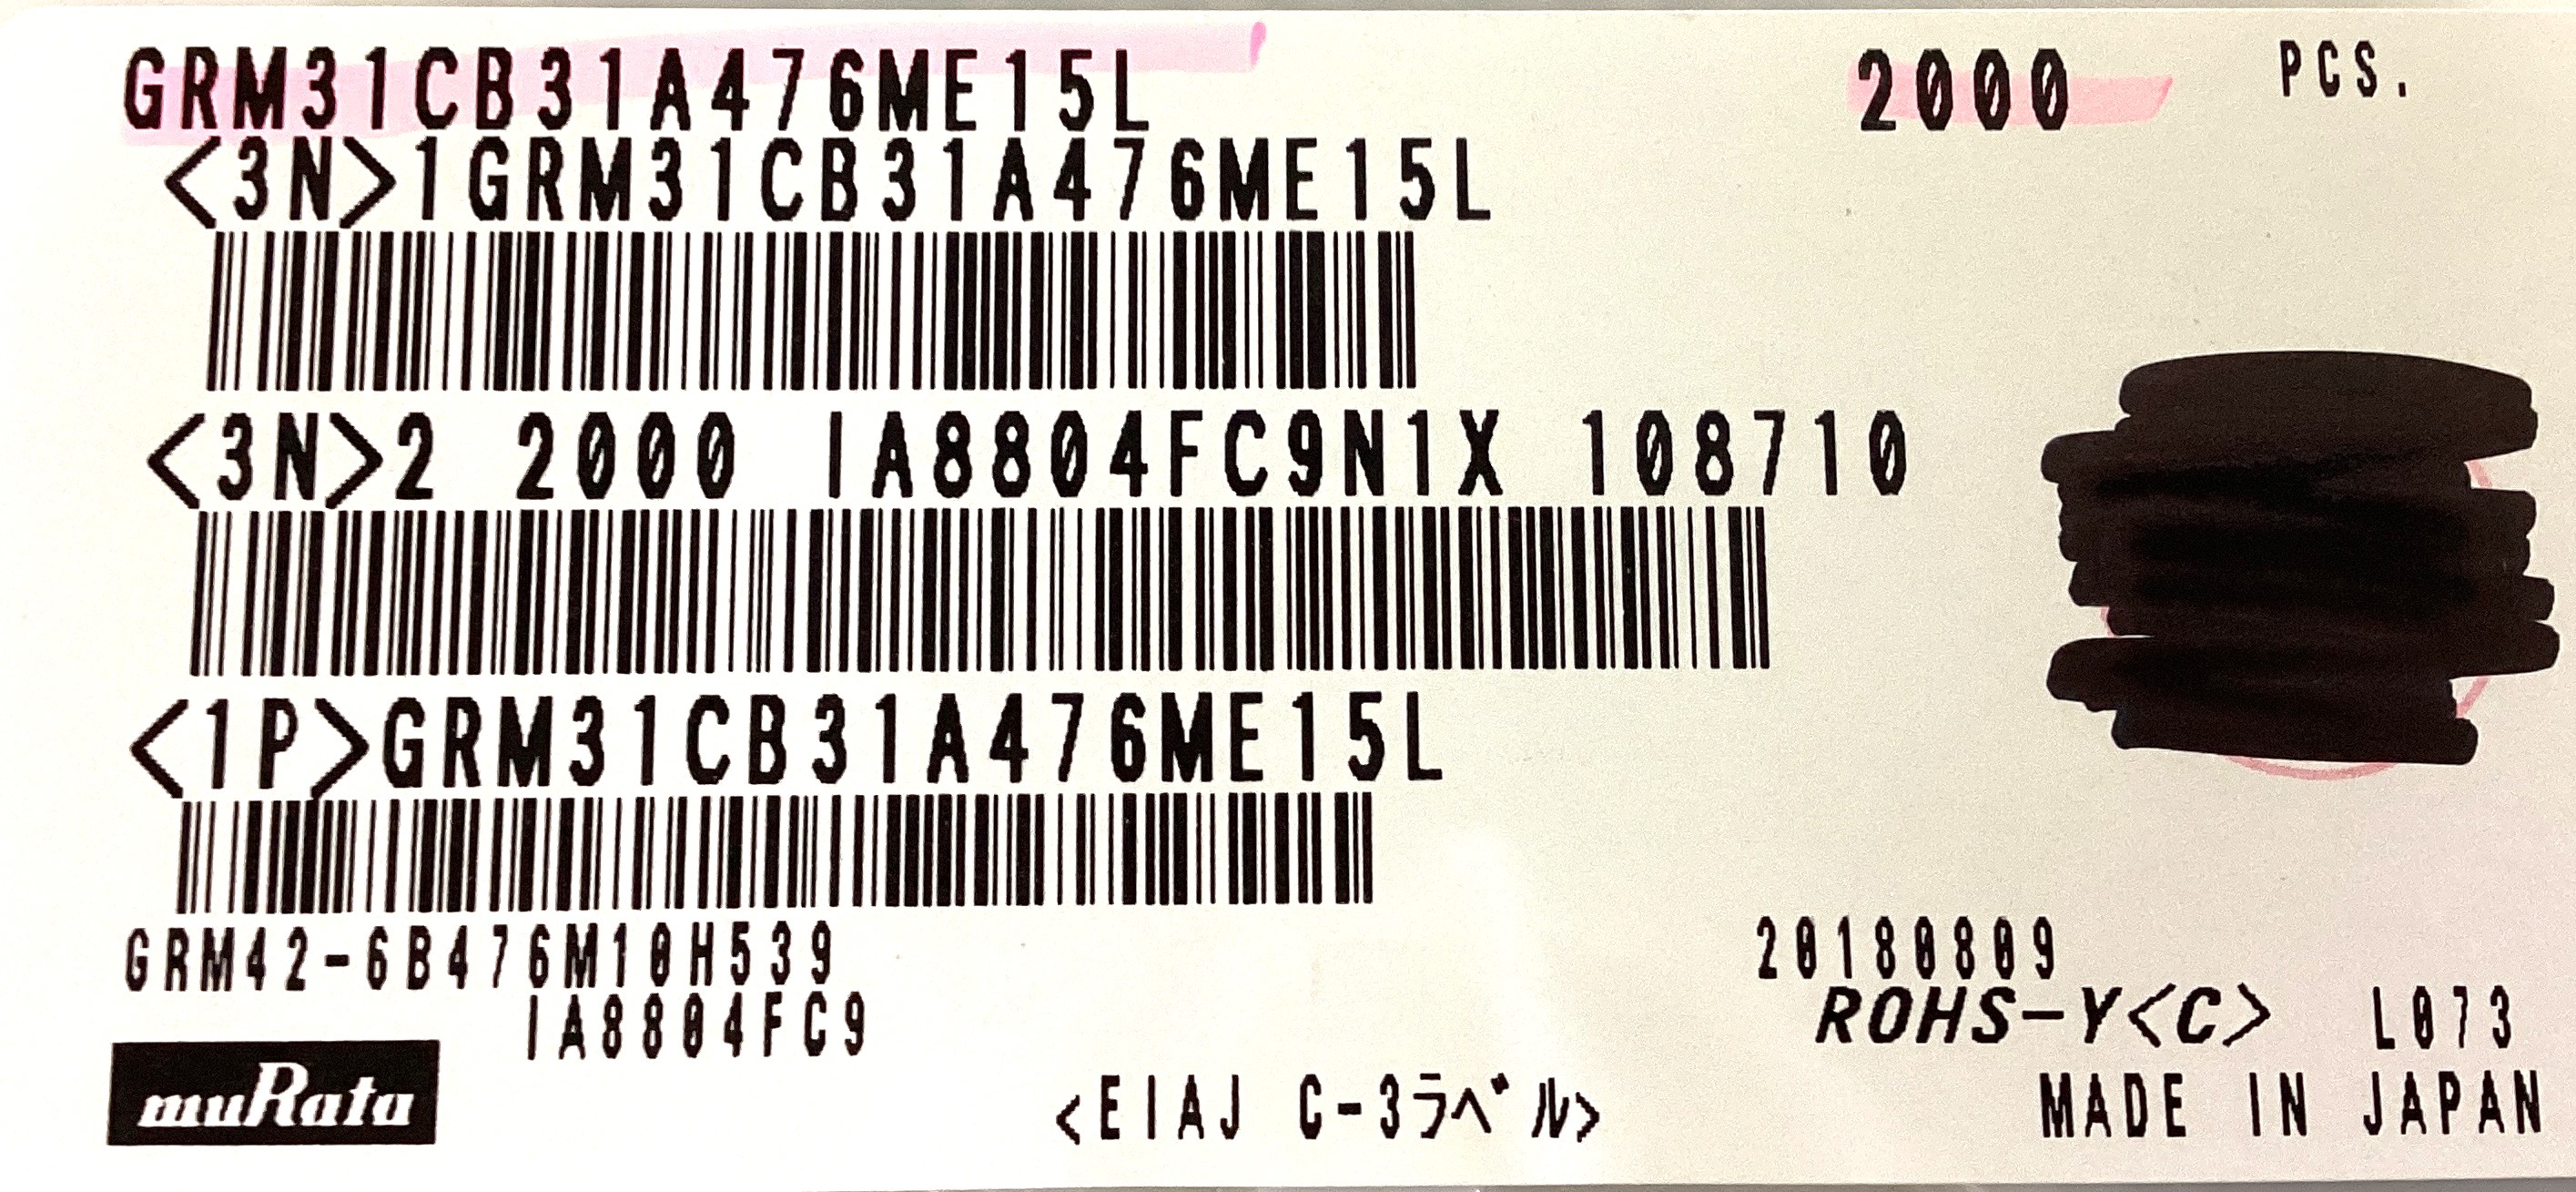 GRM31CB31A476ME15L 2000 PCS.
<3N>1GRM31CB31A476ME15L
<3N>2 2000 IA8804FC9N1X 108710
<1P>GRM31CB31A476ME15L
GRM42-6B476M10H539 20180809
IA8804FC9 ROHS-Y<C> L073
muRata <EIAJ C-3ラベル> MADE IN JAPAN